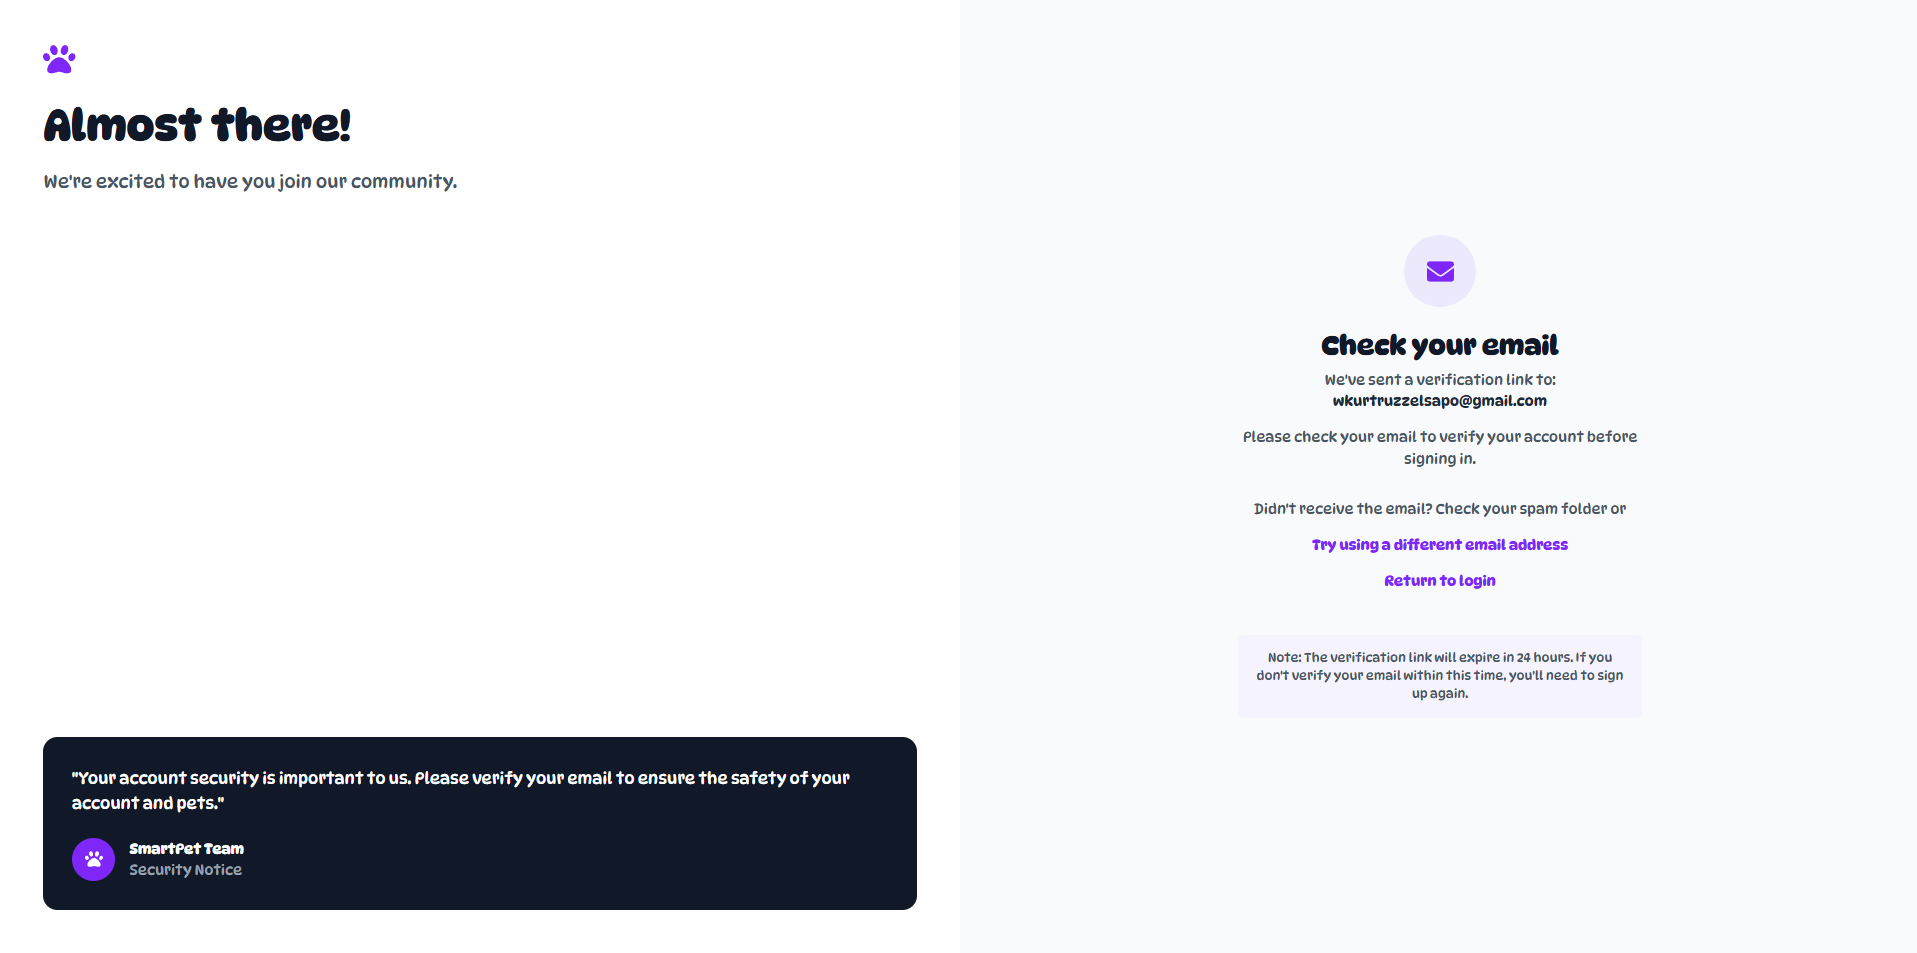 Almost there!
We're excited to have you join our community.
"Your account security is important to us. Please verify your email to ensure the safety of your
account and pets."
SmartPet Team
Security Notice
Check your email
We've sent a verification link to:
wkurtruzzelsapo@gmail.com
Please check your email to verify your account before
signing in.
Didn't receive the email? Check your spam folder or
Try using a different email address
Return to login
Note: The verification link will expire in 24 hours. If you
don't verify your email within this time, you'll need to sign
up again.